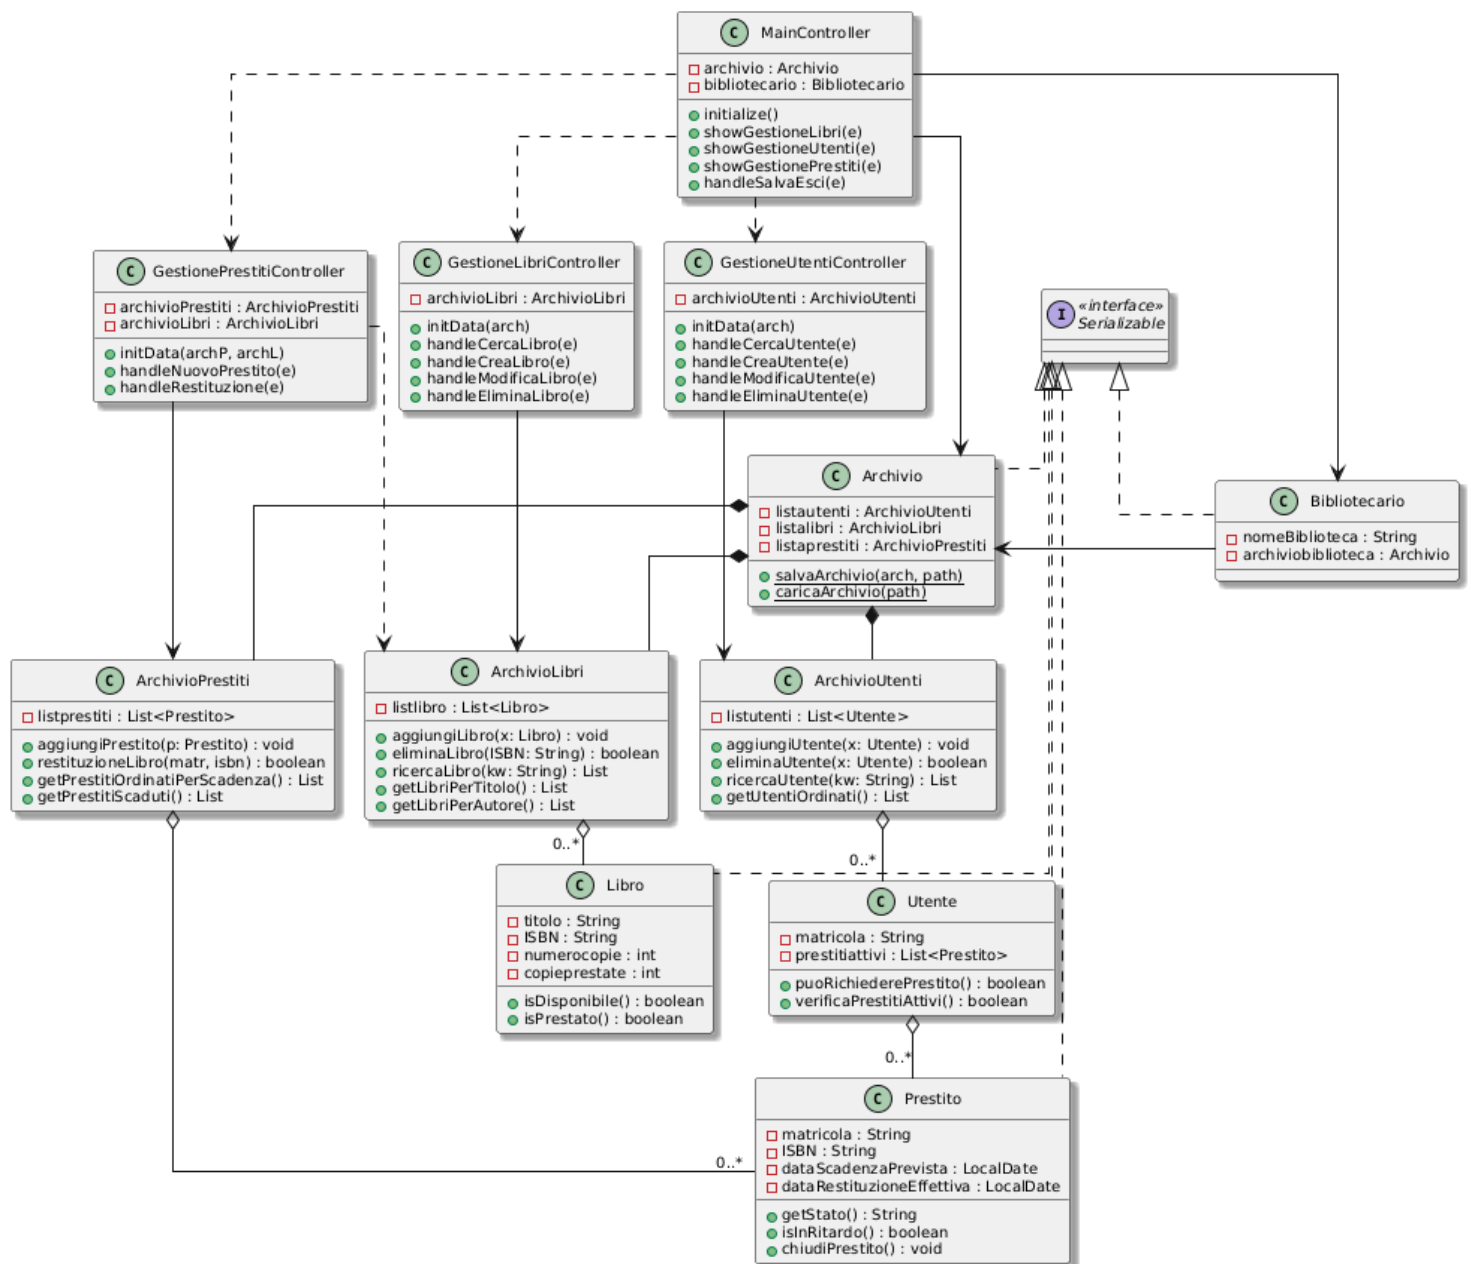 C MainController
archivio : Archivio
bibliotecario : Bibliotecario
initialize()
showGestioneLibri(e)
showGestioneUtenti(e)
showGestionePrestiti(e)
handleSalvaEsci(e)
C GestionePrestitiController
archivioPrestiti : ArchivioPrestiti
archivioLibri : ArchivioLibri
initData(archP, archL)
handleNuovoPrestito(e)
handleRestituzione(e)
C GestioneLibriController
archivioLibri : ArchivioLibri
initData(arch)
handleCercaLibro(e)
handleCreaLibro(e)
handleModificaLibro(e)
handleEliminaLibro(e)
C GestioneUtentiController
archivioUtenti : ArchivioUtenti
initData(arch)
handleCercaUtente(e)
handleCreaUtente(e)
handleModificaUtente(e)
handleEliminaUtente(e)
I «interface»
Serializable
C Archivio
listautenti : ArchivioUtenti
listalibri : ArchivioLibri
listaprestiti : ArchivioPrestiti
salvaArchivio(arch, path)
caricaArchivio(path)
C Bibliotecario
nomeBiblioteca : String
archiviobiblioteca : Archivio
C ArchivioPrestiti
listprestiti : List<Prestito>
aggiungiPrestito(p: Prestito) : void
restituzioneLibro(matr, isbn) : boolean
getPrestitiOrdinatiPerScadenza() : List
getPrestitiScaduti() : List
C ArchivioLibri
listlibro : List<Libro>
aggiungiLibro(x: Libro) : void
eliminaLibro(ISBN: String) : boolean
ricercaLibro(kw: String) : List
getLibriPerTitolo() : List
getLibriPerAutore() : List
C ArchivioUtenti
listutenti : List<Utente>
aggiungiUtente(x: Utente) : void
eliminaUtente(x: Utente) : boolean
ricercaUtente(kw: String) : List
getUtentiOrdinati() : List
0..*
0..*
C Libro
titolo : String
ISBN : String
numerocopie : int
copieprestate : int
isDisponibile() : boolean
isPrestato() : boolean
C Utente
matricola : String
prestitiattivi : List<Prestito>
puoRichiederePrestito() : boolean
verificaPrestitiAttivi() : boolean
0..*
0..*
C Prestito
matricola : String
ISBN : String
dataScadenzaPrevista : LocalDate
dataRestituzioneEffettiva : LocalDate
getStato() : String
isInRitardo() : boolean
chiudiPrestito() : void